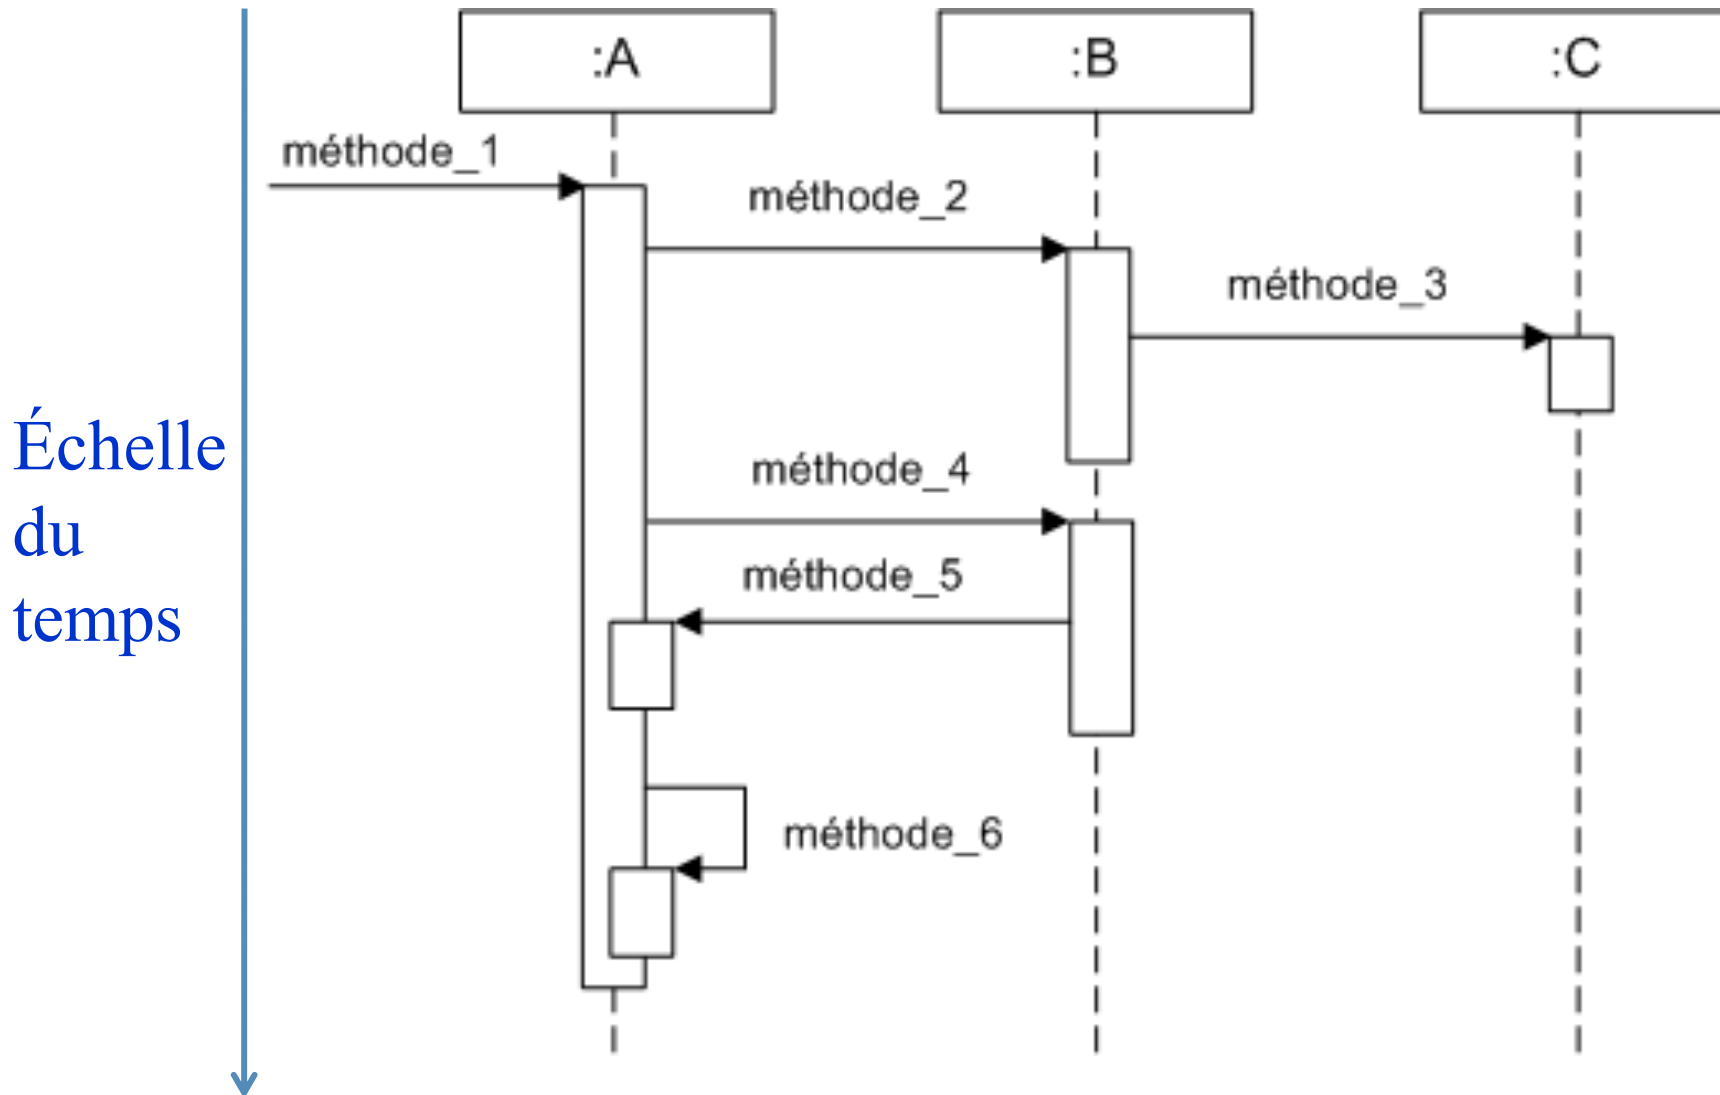 :A
:B
:C
méthode_1
méthode_2
méthode_3
Échelle
du
temps
méthode_4
méthode_5
méthode_6